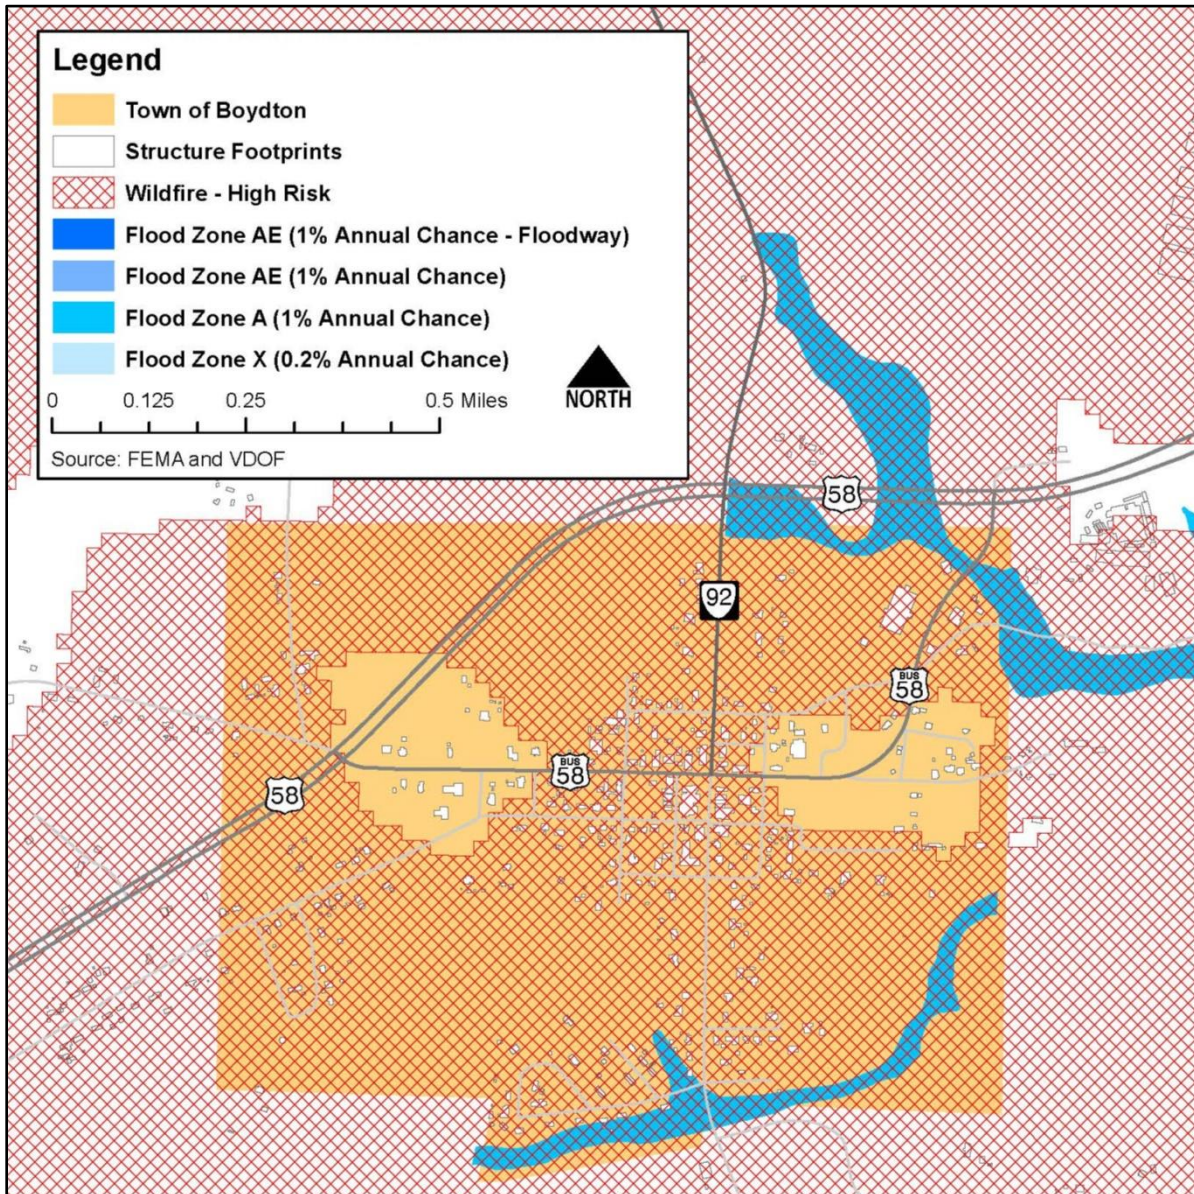 Legend
Town of Boydton
Structure Footprints
Wildfire - High Risk
Flood Zone AE (1% Annual Chance - Floodway)
Flood Zone AE (1% Annual Chance)
Flood Zone A (1% Annual Chance)
Flood Zone X (0.2% Annual Chance)
0 0.125 0.25 0.5 Miles
NORTH
Source: FEMA and VDOF
58
92
BUS
58
BUS
58
58